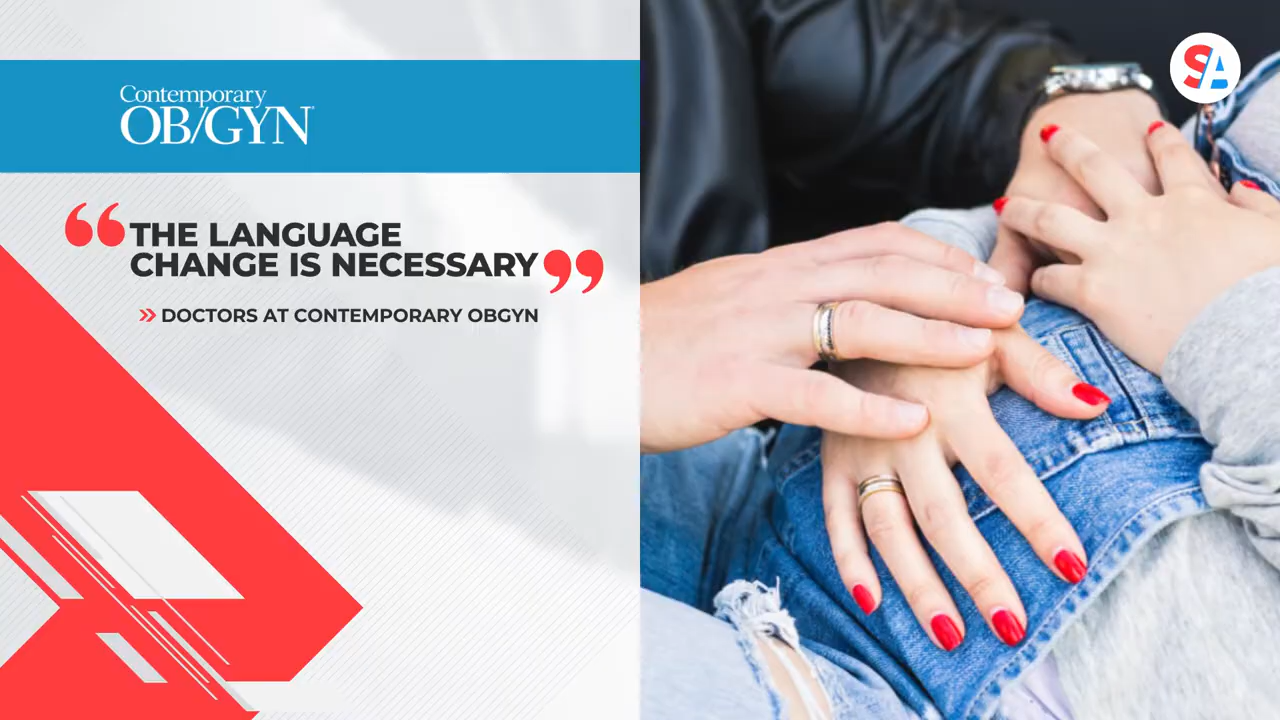 Contemporary
OB/GYN
“THE LANGUAGE
CHANGE IS NECESSARY”
» DOCTORS AT CONTEMPORARY OBGYN
SA